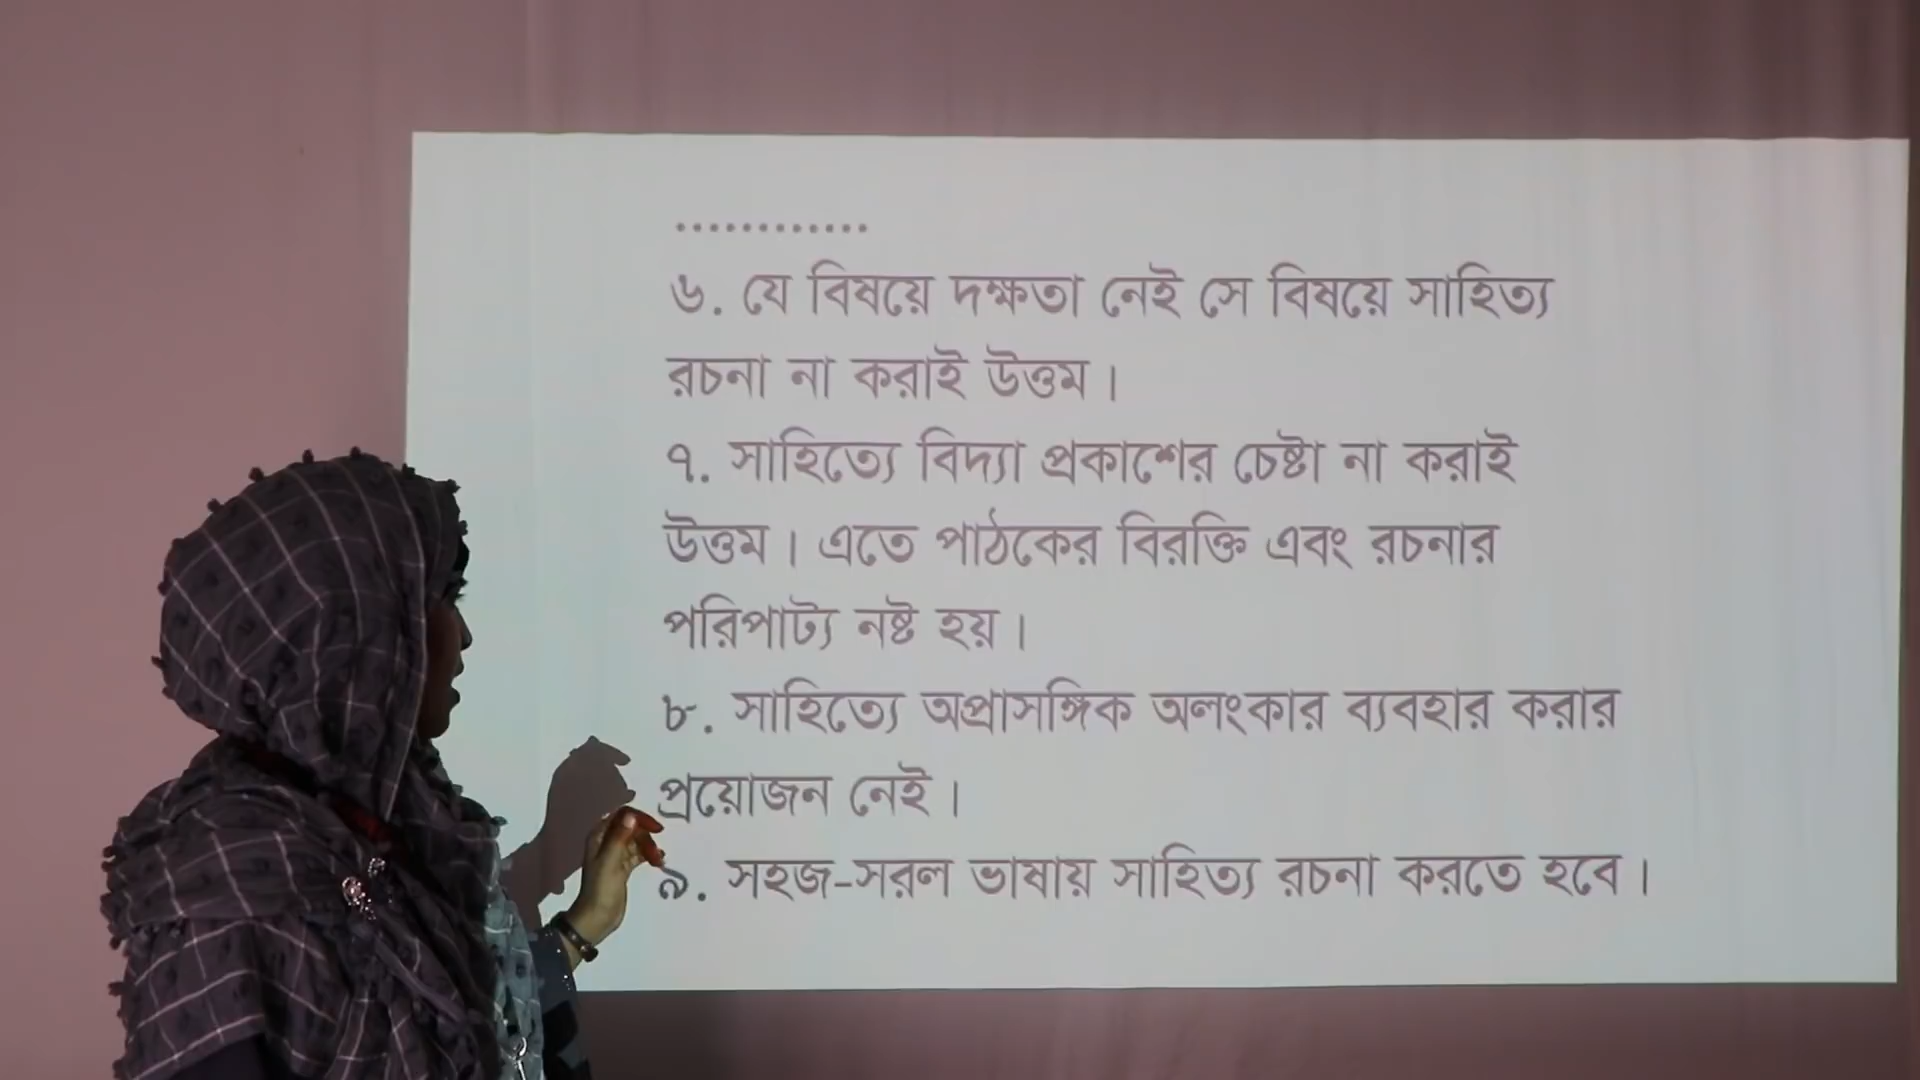 ............
৬. যে বিষয়ে দক্ষতা নেই সে বিষয়ে সাহিত্য
রচনা না করাই উত্তম।
৭. সাহিত্যে বিদ্যা প্রকাশের চেষ্টা না করাই
উত্তম। এতে পাঠকের বিরক্তি এবং রচনার
পরিপাট্য নষ্ট হয়।
৮. সাহিত্যে অপ্রাসঙ্গিক অলংকার ব্যবহার করার
প্রয়োজন নেই।
৯. সহজ-সরল ভাষায় সাহিত্য রচনা করতে হবে।